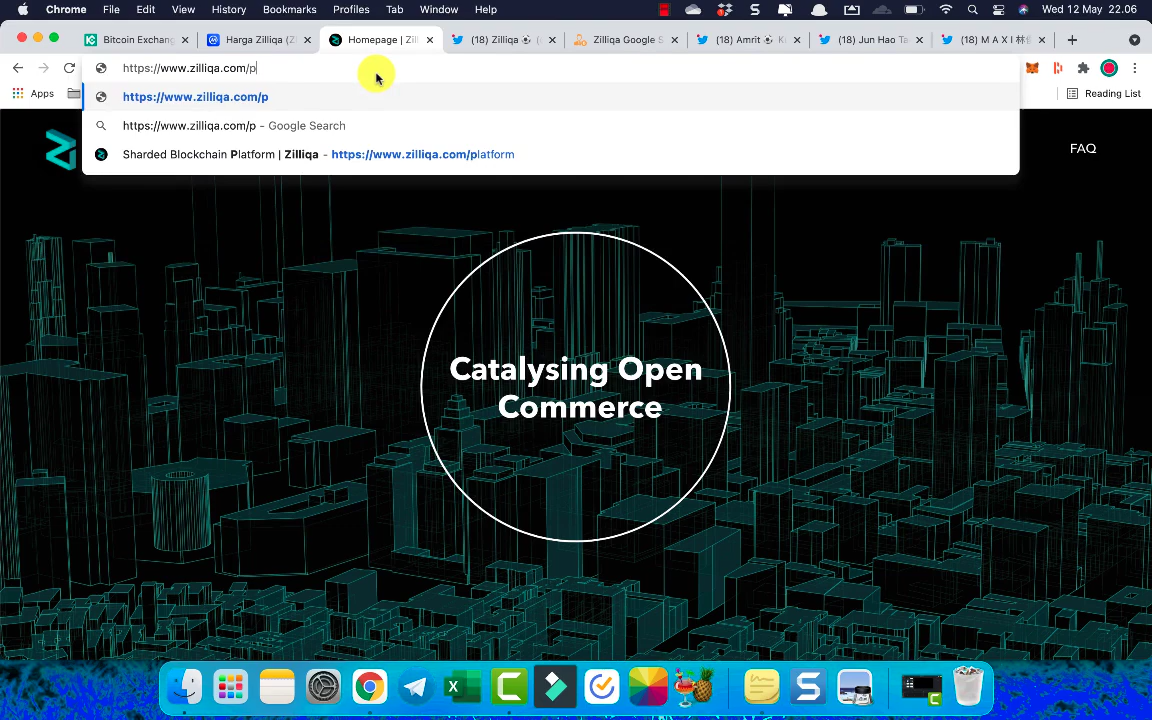 Chrome File Edit View History Bookmarks Profiles Tab Window Help Wed 12 May 22.06
Bitcoin Exchang Harga Zilliqa (Z Homepage | Zil (18) Zilliqa Zilliqa Google S (18) Amrit (18) Jun Hao Ta (18) M A X I
https://www.zilliqa.com/p
Apps Reading List
https://www.zilliqa.com/p
https://www.zilliqa.com/p - Google Search
Sharded Blockchain Platform | Zilliqa - https://www.zilliqa.com/platform
FAQ
Catalysing Open
Commerce